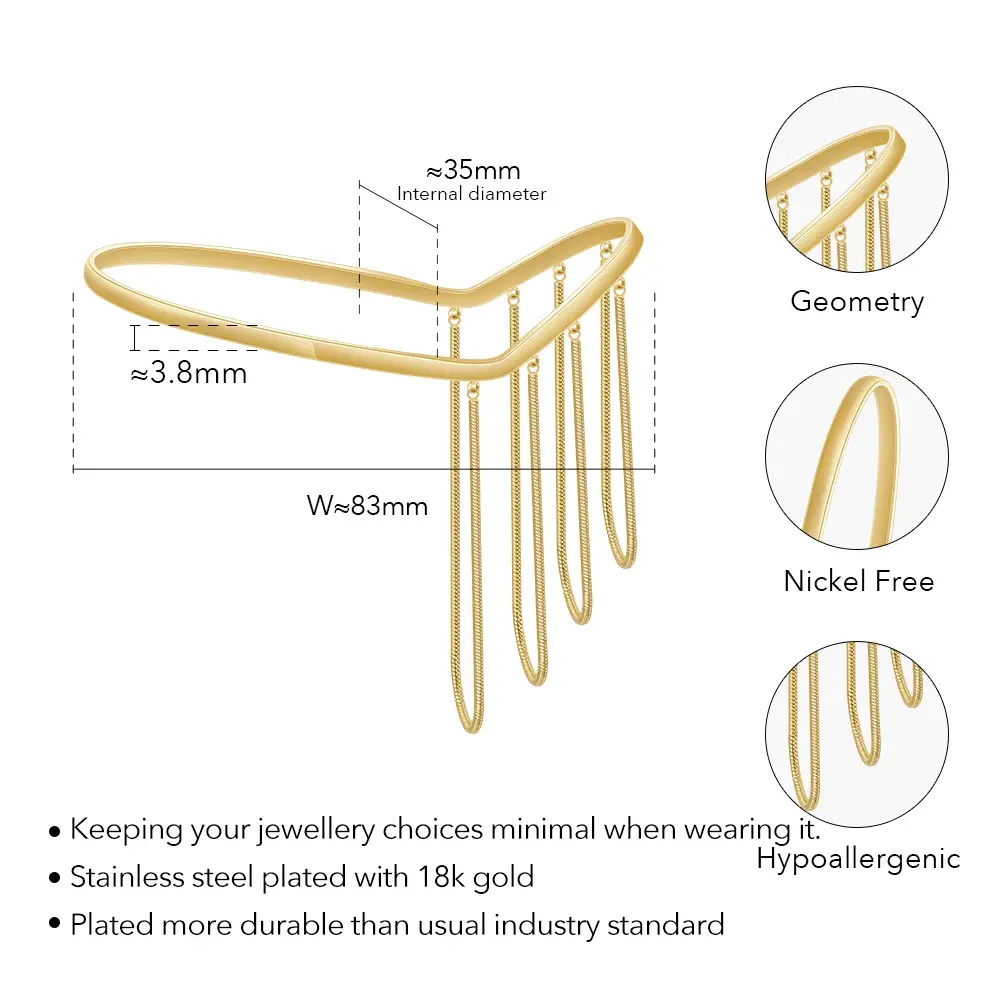 ≈35mm
Internal diameter
≈3.8mm
W≈83mm
Geometry
Nickel Free
Hypoallergenic
• Keeping your jewellery choices minimal when wearing it.
• Stainless steel plated with 18k gold
• Plated more durable than usual industry standard